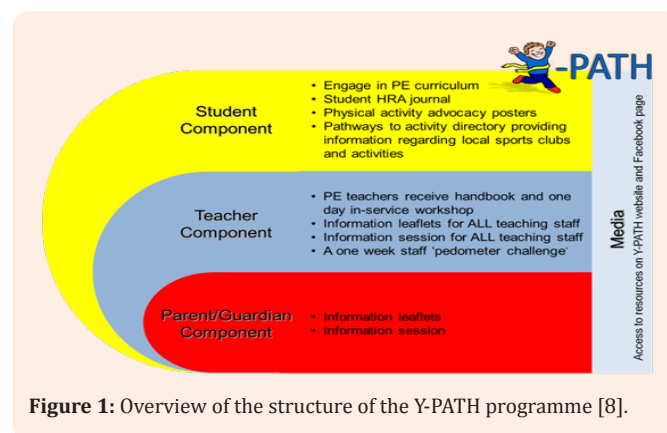 -PATH
Student
Component
• Engage in PE curriculum
• Student HRA journal
• Physical activity advocacy posters
• Pathways to activity directory providing
information regarding local sports clubs
and activities
Teacher
Component
• PE teachers receive handbook and one
day in-service workshop
• Information leaflets for ALL teaching staff
• Information session for ALL teaching staff
• A one week staff 'pedometer challenge'
Parent/Guardian
Component
• Information leaflets
• Information session
Media
Access to resources on Y-PATH website and Facebook page
Figure 1: Overview of the structure of the Y-PATH programme [8].